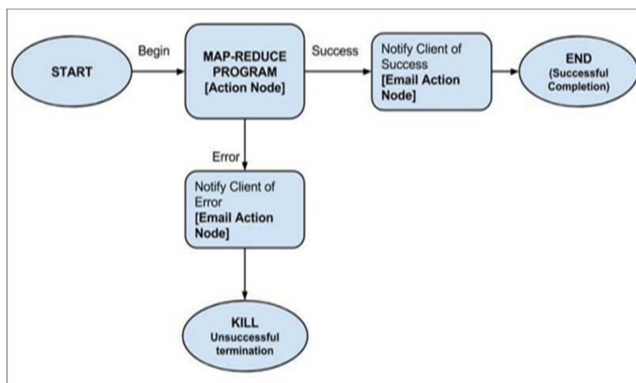 START
Begin
MAP-REDUCE
PROGRAM
[Action Node]
Success
Notify Client of
Success
[Email Action
Node]
END
(Successful
Completion)
Error
Notify Client of
Error
[Email Action
Node]
KILL
Unsuccessful
termination